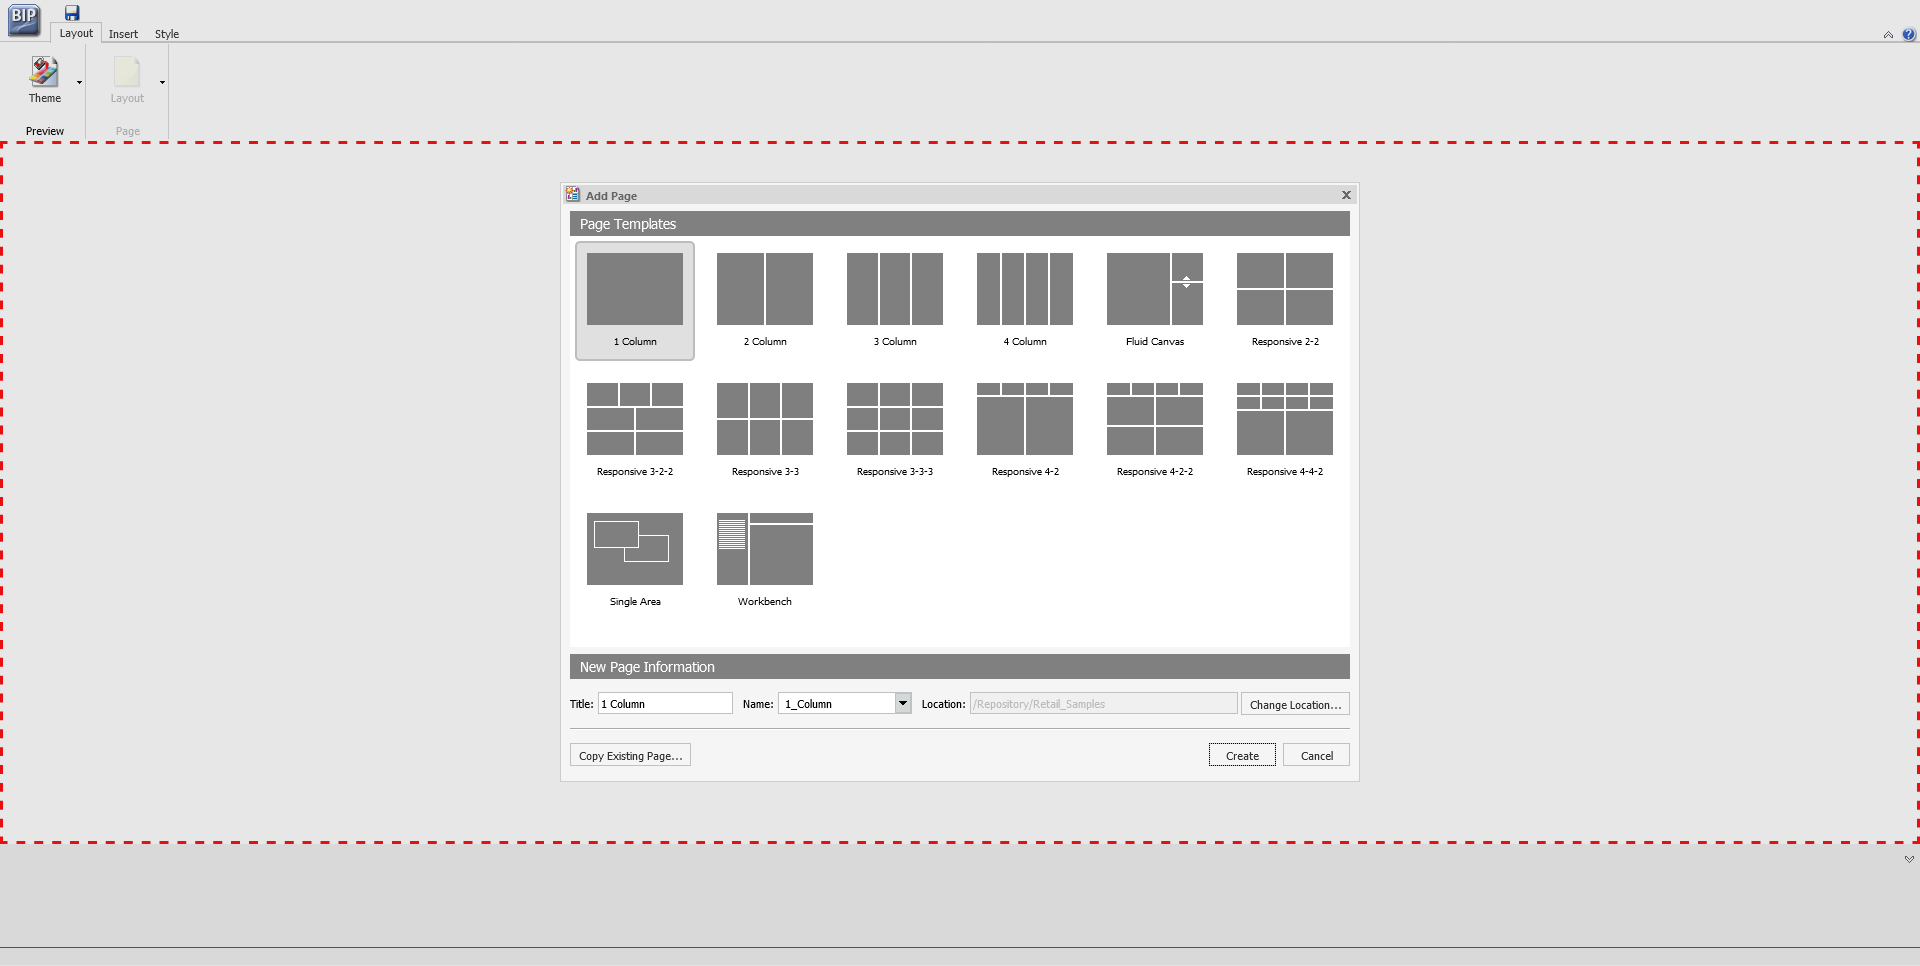 BIP
Layout Insert Style
Theme Layout
Preview Page
Add Page
Page Templates
1 Column 2 Column 3 Column 4 Column Fluid Canvas Responsive 2-2
Responsive 3-2-2 Responsive 3-3 Responsive 3-3-3 Responsive 4-2 Responsive 4-2-2 Responsive 4-4-2
Single Area Workbench
New Page Information
Title: 1 Column Name: 1_Column Location: /Repository/Retail_Samples Change Location...
Copy Existing Page... Create Cancel